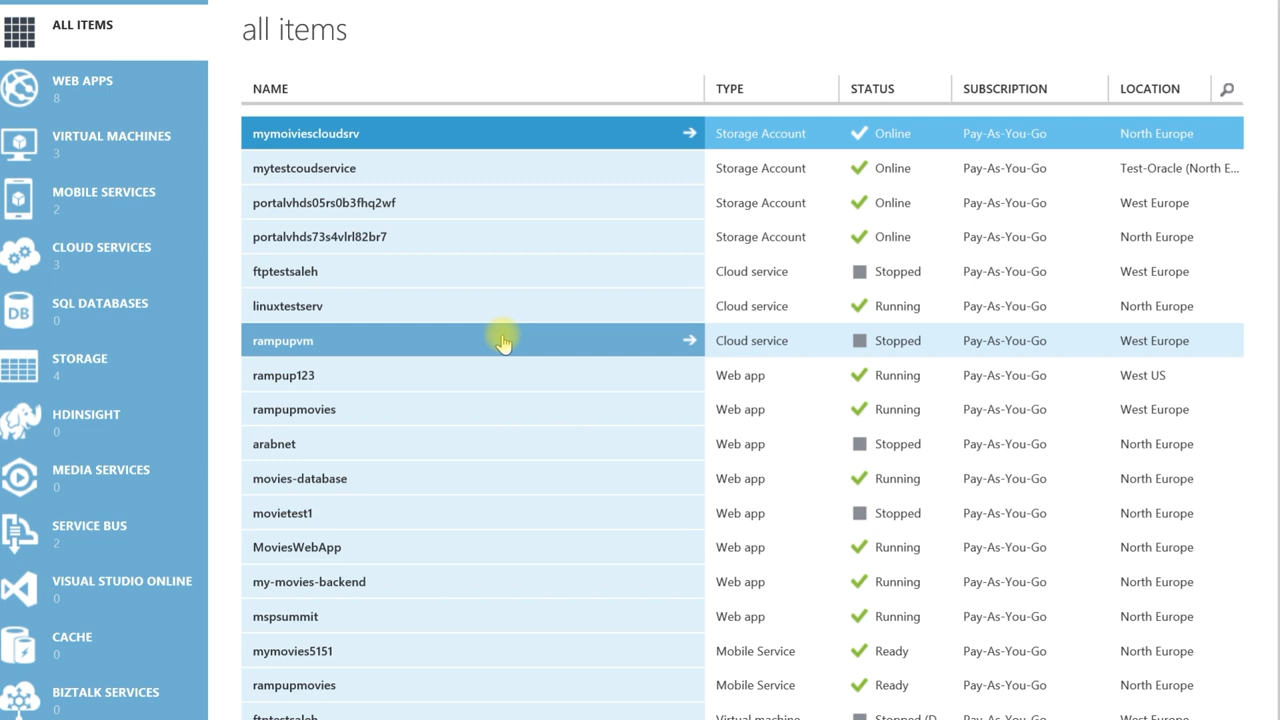 ALL ITEMS
WEB APPS
8
VIRTUAL MACHINES
3
MOBILE SERVICES
2
CLOUD SERVICES
3
SQL DATABASES
0
STORAGE
4
HDINSIGHT
0
MEDIA SERVICES
0
SERVICE BUS
2
VISUAL STUDIO ONLINE
0
CACHE
0
BIZTALK SERVICES
0
DB
all items
NAME TYPE STATUS SUBSCRIPTION LOCATION
mymoiviescloudsrv Storage Account Online Pay-As-You-Go North Europe
mytestcoudservice Storage Account Online Pay-As-You-Go Test-Oracle (North E...
portalvhds05rs0b3fhq2wf Storage Account Online Pay-As-You-Go West Europe
portalvhds73s4vlrl82br7 Storage Account Online Pay-As-You-Go North Europe
ftptestsaleh Cloud service Stopped Pay-As-You-Go West Europe
linuxtestserv Cloud service Running Pay-As-You-Go North Europe
rampupvm Cloud service Stopped Pay-As-You-Go West Europe
rampup123 Web app Running Pay-As-You-Go West US
rampupmovies Web app Running Pay-As-You-Go West Europe
arabnet Web app Stopped Pay-As-You-Go North Europe
movies-database Web app Running Pay-As-You-Go North Europe
movietest1 Web app Stopped Pay-As-You-Go North Europe
MoviesWebApp Web app Running Pay-As-You-Go North Europe
my-movies-backend Web app Running Pay-As-You-Go North Europe
mspsummit Web app Running Pay-As-You-Go North Europe
mymovies5151 Mobile Service Ready Pay-As-You-Go North Europe
rampupmovies Mobile Service Ready Pay-As-You-Go North Europe
ftptestsaleh Virtual machine Stopped (D Pay-As-You-Go West Europe